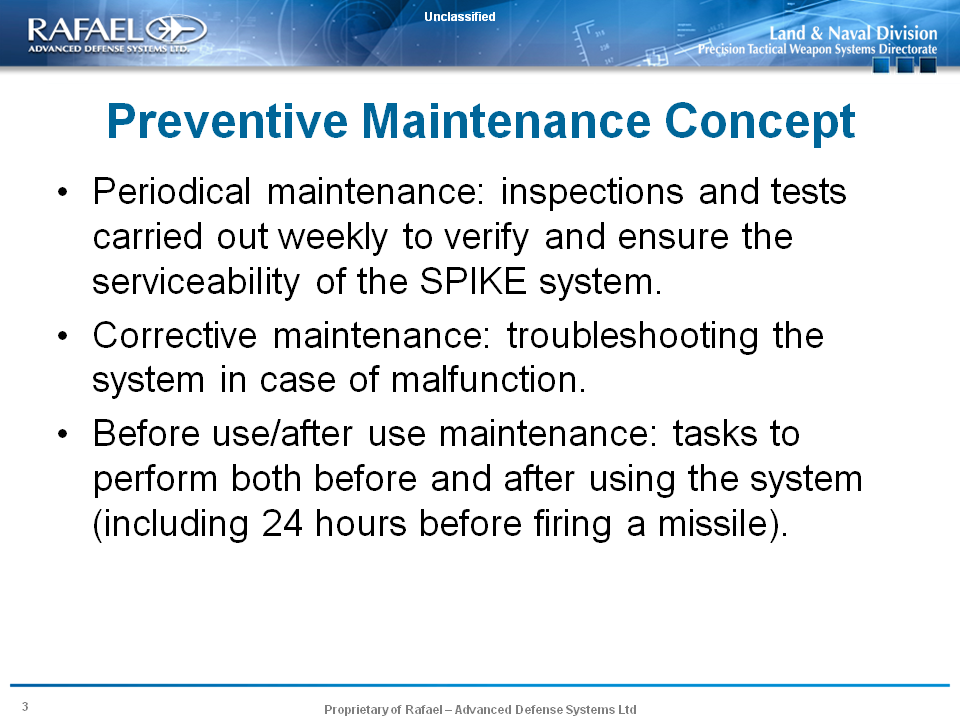 Unclassified
RAFAEL
ADVANCED DEFENSE SYSTEMS LTD.
Land & Naval Division
Precision Tactical Weapon Systems Directorate
Preventive Maintenance Concept
• Periodical maintenance: inspections and tests
carried out weekly to verify and ensure the
serviceability of the SPIKE system.
• Corrective maintenance: troubleshooting the
system in case of malfunction.
• Before use/after use maintenance: tasks to
perform both before and after using the system
(including 24 hours before firing a missile).
3
Proprietary of Rafael – Advanced Defense Systems Ltd